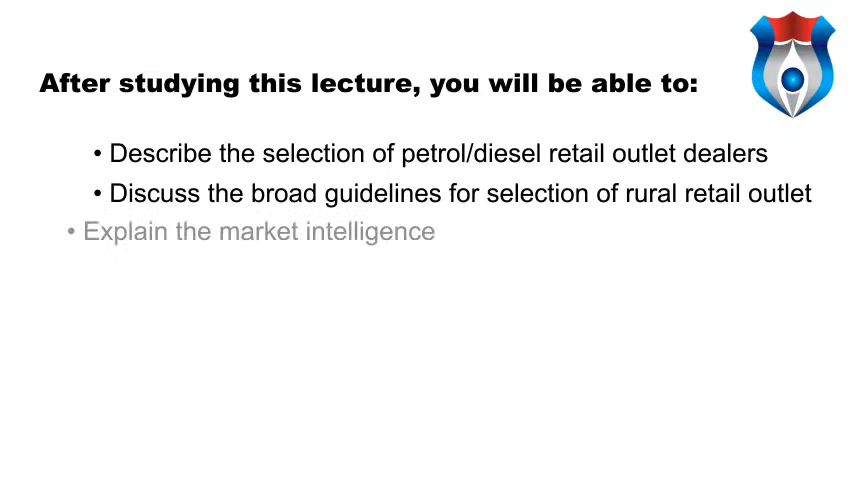 After studying this lecture, you will be able to:
• Describe the selection of petrol/diesel retail outlet dealers
• Discuss the broad guidelines for selection of rural retail outlet
• Explain the market intelligence